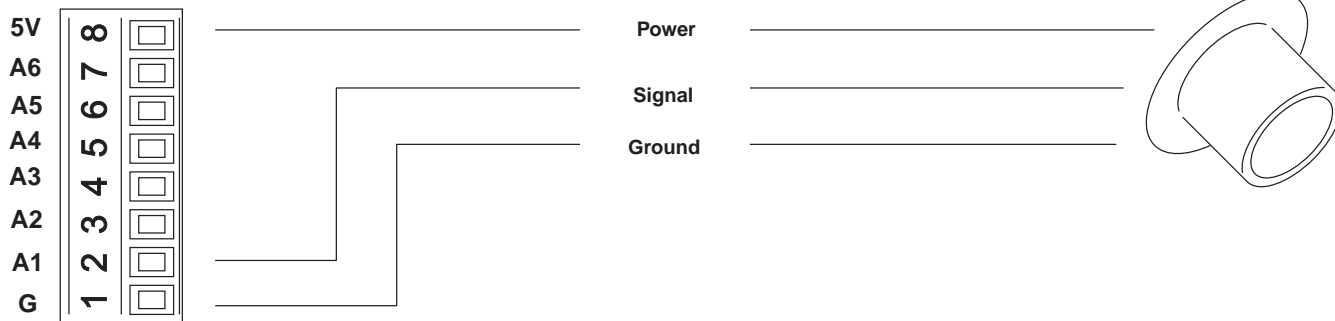 5V 8 Power
A6 7
A5 6 Signal
A4 5 Ground
A3 4
A2 3
A1 2
G 1